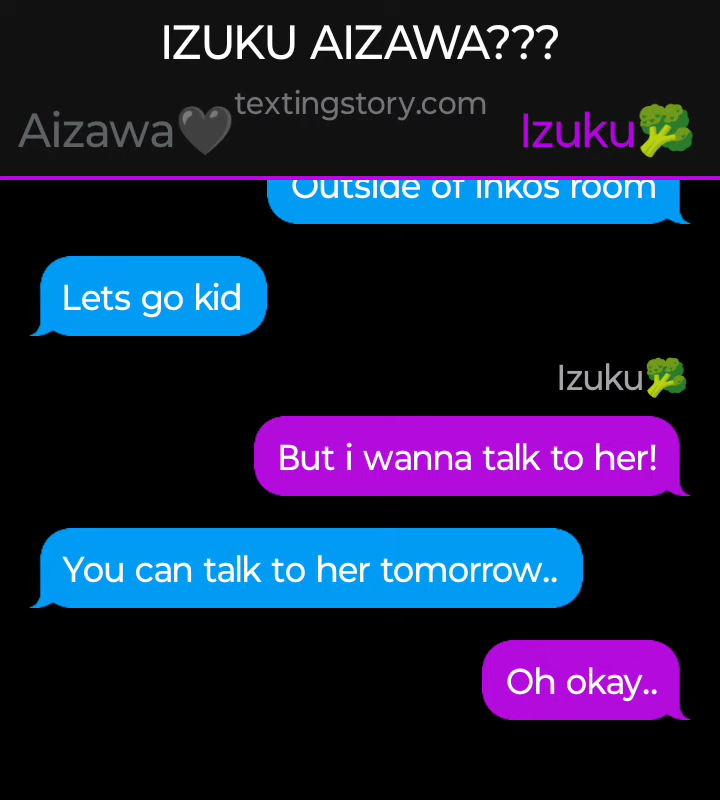 IZUKU AIZAWA???
textingstory.com
Aizawa🖤
Izuku🥦
Outside of Inkos room
Lets go kid
Izuku🥦
But i wanna talk to her!
You can talk to her tomorrow..
Oh okay..